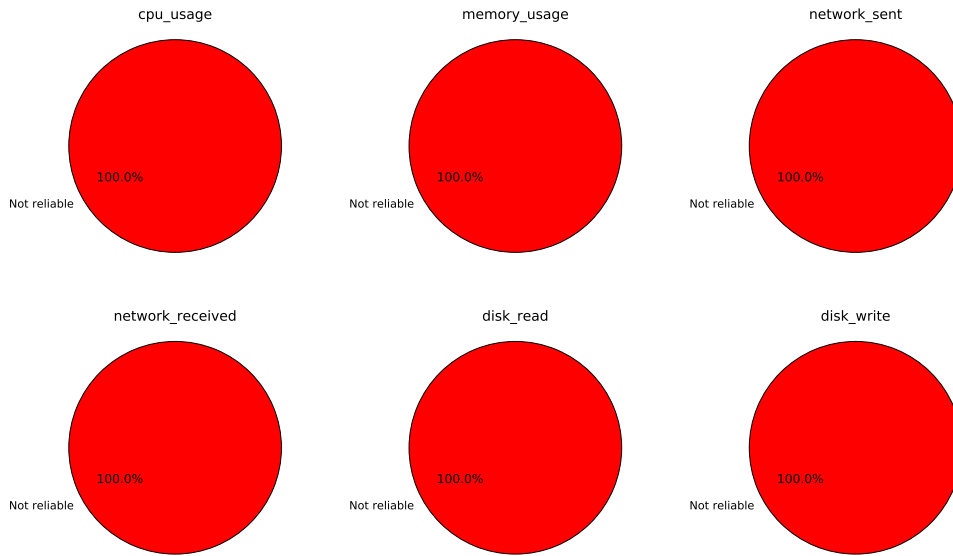 cpu_usage
memory_usage
network_sent
100.0%
100.0%
100.0%
Not reliable
Not reliable
Not reliable
network_received
disk_read
disk_write
100.0%
100.0%
100.0%
Not reliable
Not reliable
Not reliable